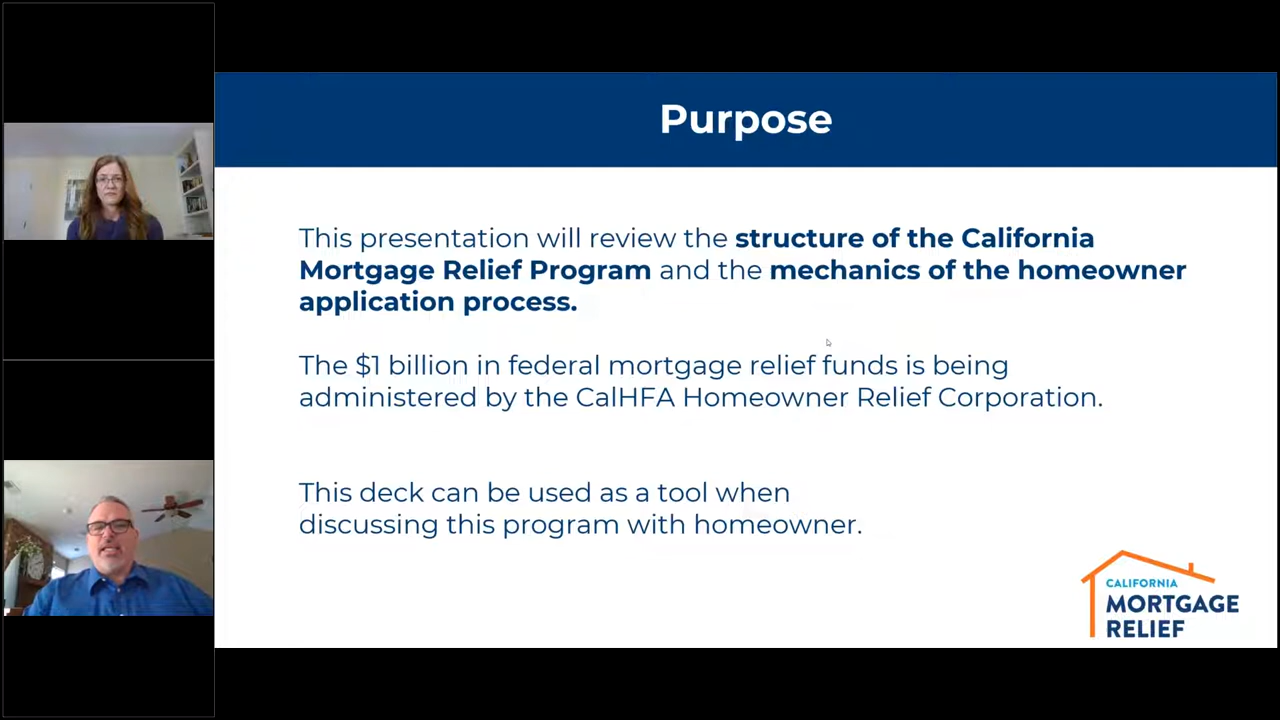 Purpose
This presentation will review the structure of the California
Mortgage Relief Program and the mechanics of the homeowner
application process.
The $1 billion in federal mortgage relief funds is being
administered by the CalHFA Homeowner Relief Corporation.
This deck can be used as a tool when
discussing this program with homeowner.
CALIFORNIA
MORTGAGE
RELIEF